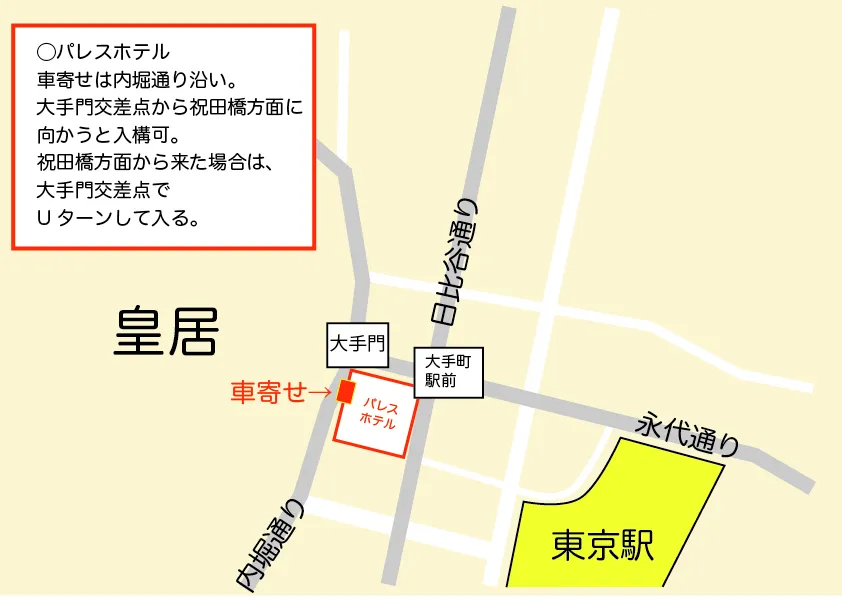 ○パレスホテル
車寄せは内堀通り沿い。
大手門交差点から祝田橋方面に
向かうと入構可。
祝田橋方面から来た場合は、
大手門交差点で
Uターンして入る。
日比谷通り
皇居
大手門
大手町
駅前
車寄せ→
パレス
ホテル
永代通り
内堀通り
東京駅